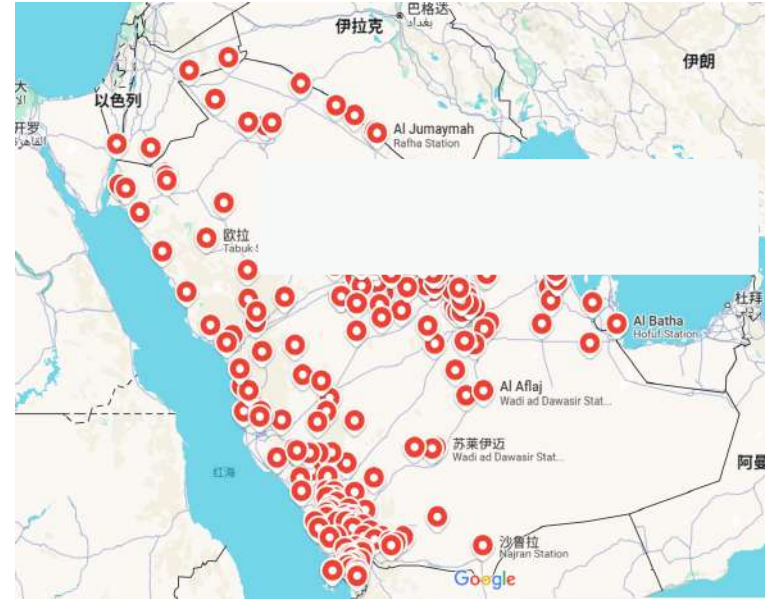 巴格达
بغداد
伊拉克
伊朗
以色列
开罗
القاهرة
Al Jumaymah
Rafha Station
欧拉
Tabuk
迪拜
دبي
Al Batha
Hofuf Station
Al Aflaj
Wadi ad Dawasir Stat...
苏莱伊迈
Wadi ad Dawasir Stat...
阿曼
红海
沙鲁拉
Najran Station
Google